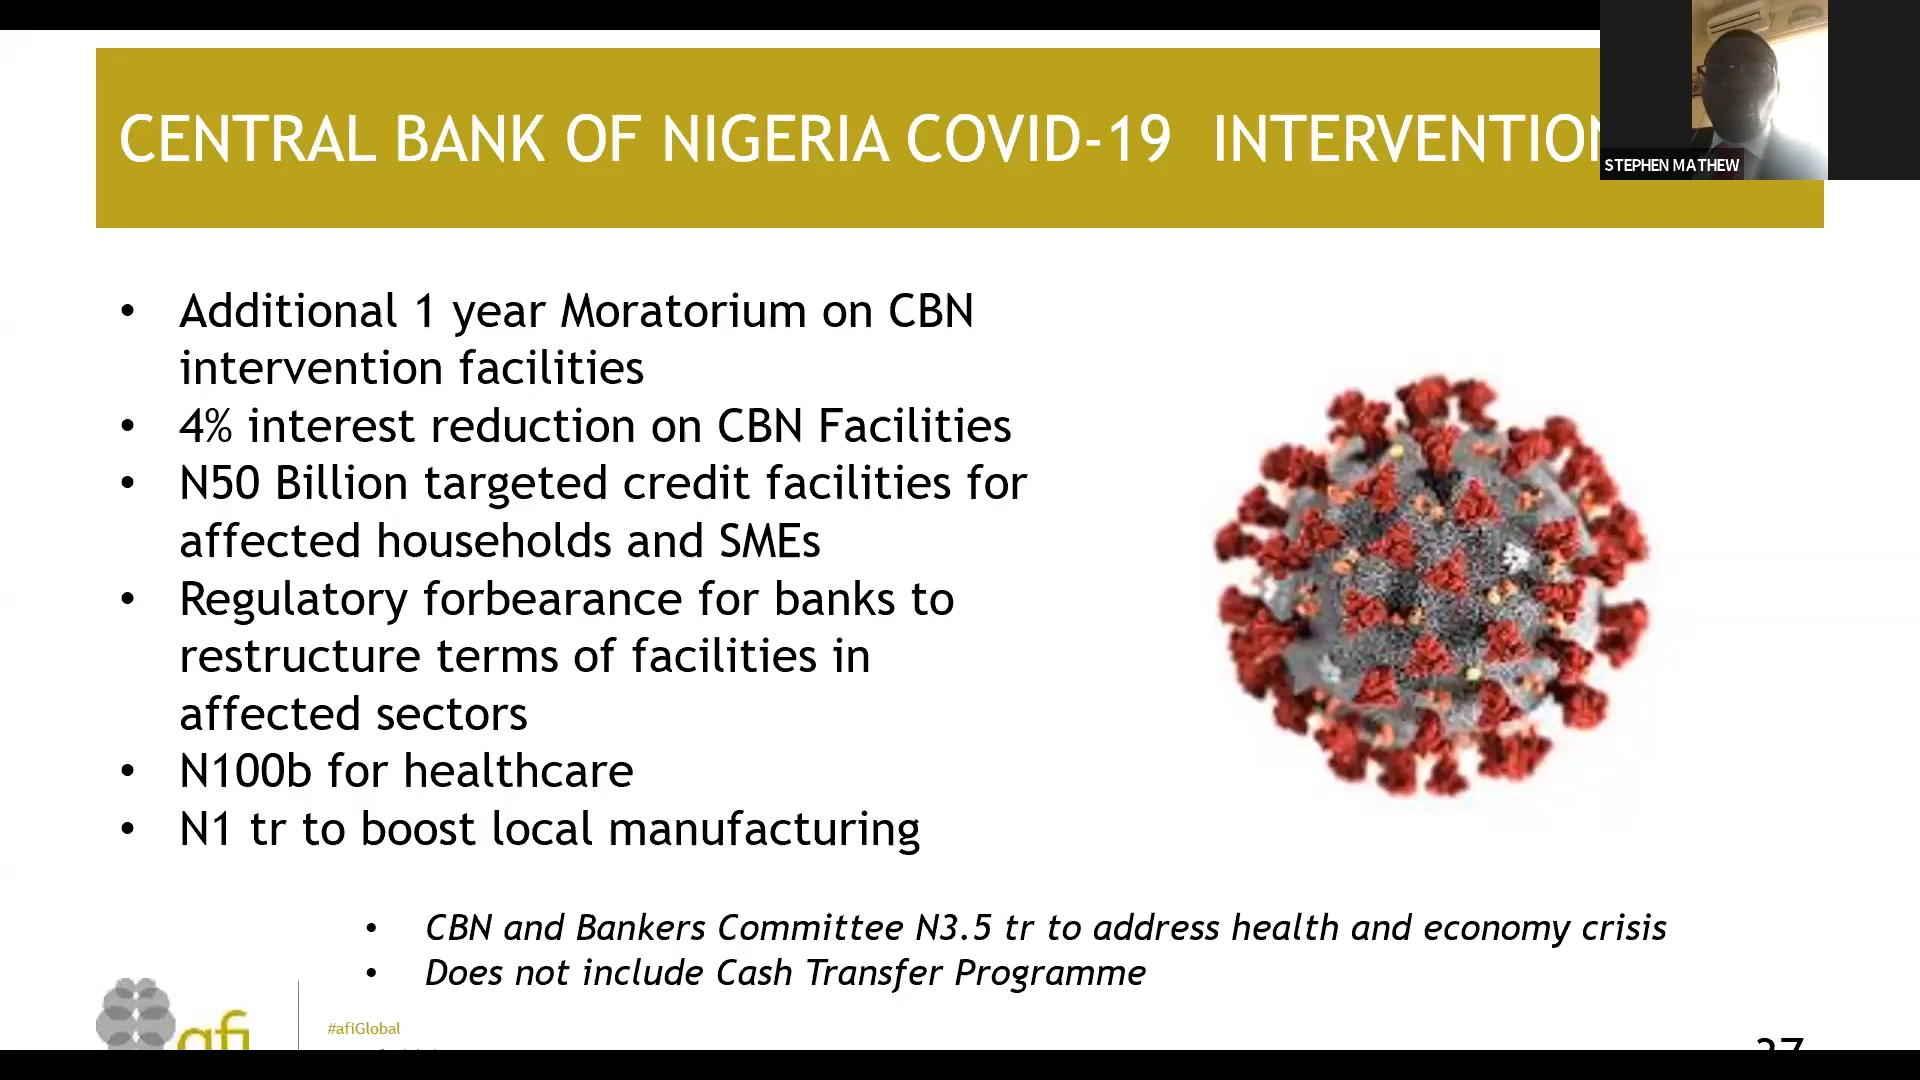 CENTRAL BANK OF NIGERIA COVID-19 INTERVENTION
STEPHEN MATHEW
• Additional 1 year Moratorium on CBN
intervention facilities
• 4% interest reduction on CBN Facilities
• N50 Billion targeted credit facilities for
affected households and SMEs
• Regulatory forbearance for banks to
restructure terms of facilities in
affected sectors
• N100b for healthcare
• N1 tr to boost local manufacturing
• CBN and Bankers Committee N3.5 tr to address health and economy crisis
• Does not include Cash Transfer Programme
afi
#afiGlobal